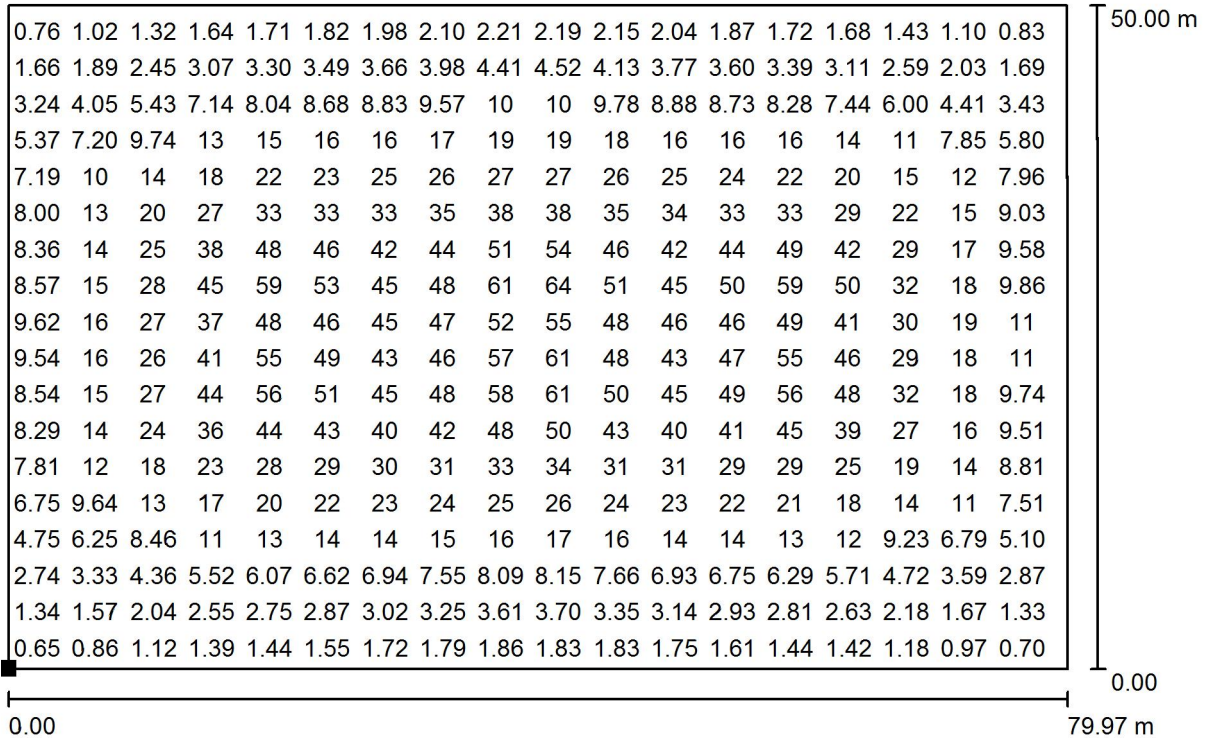 0.76 1.02 1.32 1.64 1.71 1.82 1.98 2.10 2.21 2.19 2.15 2.04 1.87 1.72 1.68 1.43 1.10 0.83
50.00 m
1.66 1.89 2.45 3.07 3.30 3.49 3.66 3.98 4.41 4.52 4.13 3.77 3.60 3.39 3.11 2.59 2.03 1.69
3.24 4.05 5.43 7.14 8.04 8.68 8.83 9.57 10 10 9.78 8.88 8.73 8.28 7.44 6.00 4.41 3.43
5.37 7.20 9.74 13 15 16 16 17 19 19 18 16 16 16 14 11 7.85 5.80
7.19 10 14 18 22 23 25 26 27 27 26 25 24 22 20 15 12 7.96
8.00 13 20 27 33 33 33 35 38 38 35 34 33 33 29 22 15 9.03
8.36 14 25 38 48 46 42 44 51 54 46 42 44 49 42 29 17 9.58
8.57 15 28 45 59 53 45 48 61 64 51 45 50 59 50 32 18 9.86
9.62 16 27 37 48 46 45 47 52 55 48 46 46 49 41 30 19 11
9.54 16 26 41 55 49 43 46 57 61 48 43 47 55 46 29 18 11
8.54 15 27 44 56 51 45 48 58 61 50 45 49 56 48 32 18 9.74
8.29 14 24 36 44 43 40 42 48 50 43 40 41 45 39 27 16 9.51
7.81 12 18 23 28 29 30 31 33 34 31 31 29 29 25 19 14 8.81
6.75 9.64 13 17 20 22 23 24 25 26 24 23 22 21 18 14 11 7.51
4.75 6.25 8.46 11 13 14 14 15 16 17 16 14 14 13 12 9.23 6.79 5.10
2.74 3.33 4.36 5.52 6.07 6.62 6.94 7.55 8.09 8.15 7.66 6.93 6.75 6.29 5.71 4.72 3.59 2.87
1.34 1.57 2.04 2.55 2.75 2.87 3.02 3.25 3.61 3.70 3.35 3.14 2.93 2.81 2.63 2.18 1.67 1.33
0.65 0.86 1.12 1.39 1.44 1.55 1.72 1.79 1.86 1.83 1.83 1.75 1.61 1.44 1.42 1.18 0.97 0.70
0.00
0.00
79.97 m